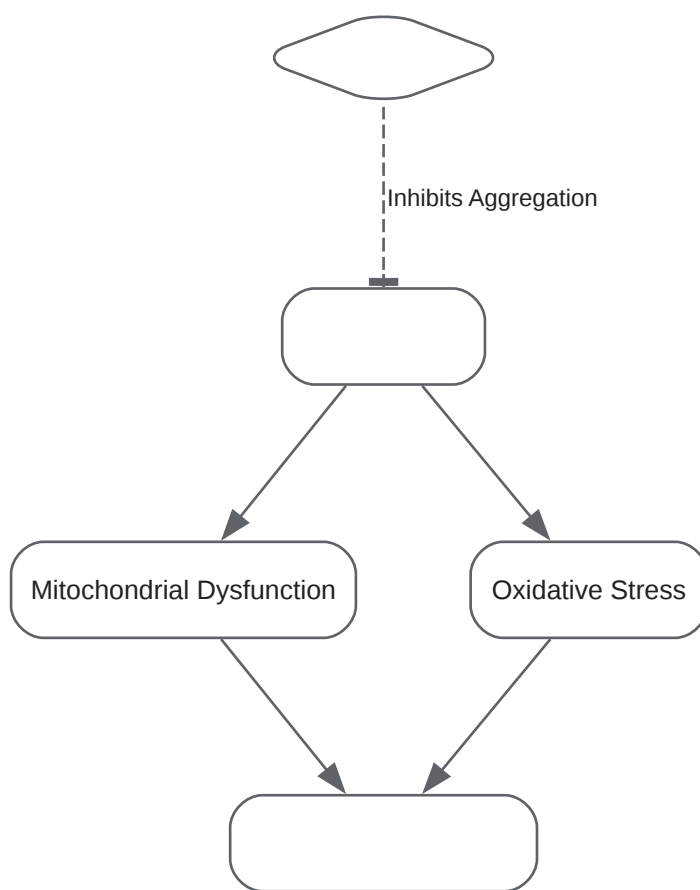 Inhibits Aggregation
Mitochondrial Dysfunction
Oxidative Stress